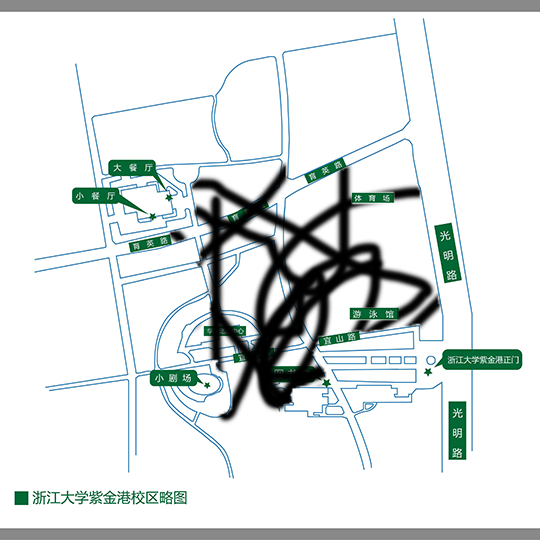 大餐厅
小餐厅
育英路
育英路
体育场
光明路
游泳馆
宜山路
浙江大学紫金港正门
小剧场
光明路
浙江大学紫金港校区略图